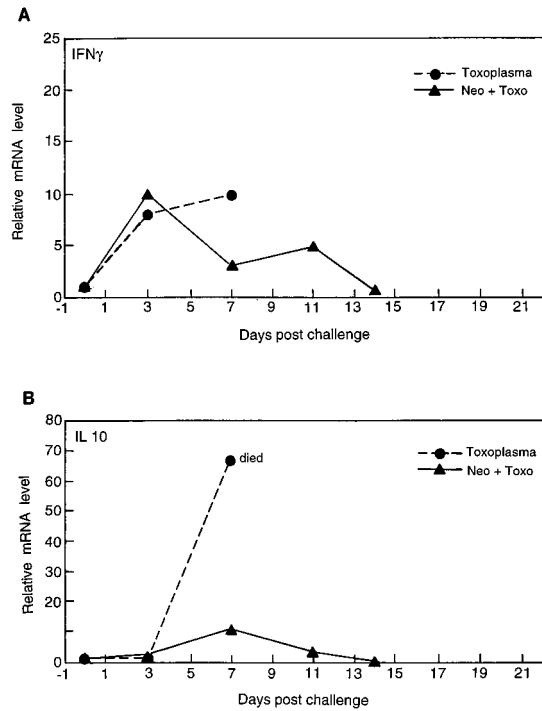 A
IFNγ
Toxoplasma
Neo + Toxo
Relative mRNA level
25
20
15
10
5
0
-1 1 3 5 7 9 11 13 15 17 19 21
Days post challenge
B
IL 10
died
Toxoplasma
Neo + Toxo
Relative mRNA level
80
70
60
50
40
30
20
0
-1 1 3 5 7 9 11 13 15 17 19 21
Days post challenge